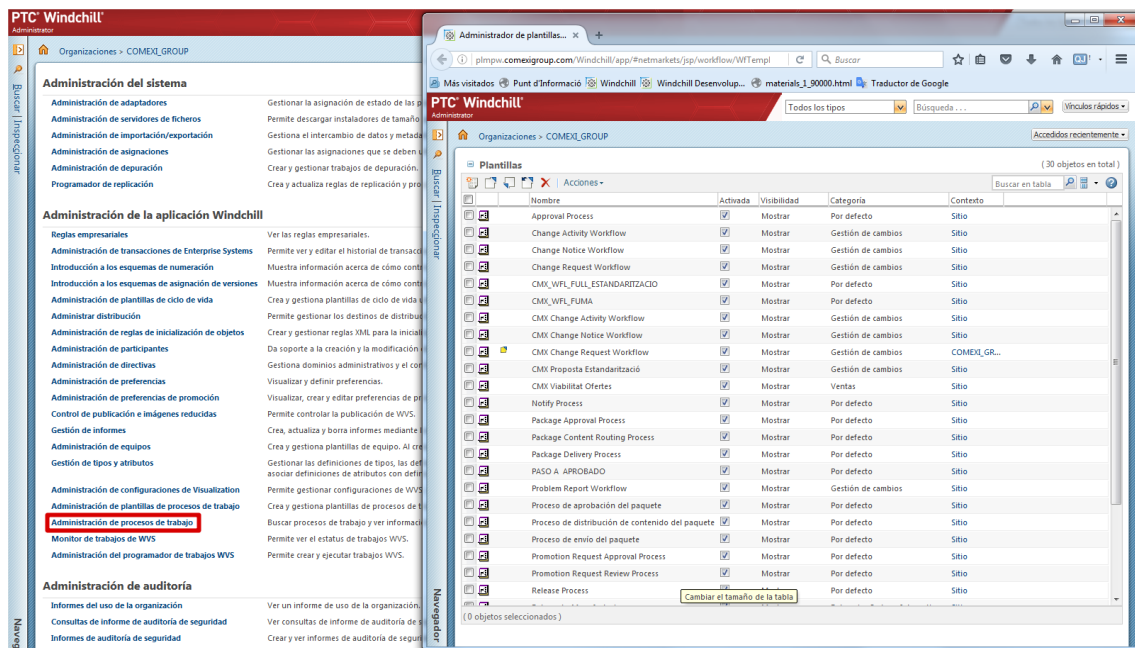 PTC® Windchill®
Administrator
Organizaciones > COMEXI_GROUP
Buscar | Inspeccionar
Administración del sistema
Administración de adaptadores Gestionar la asignación de estado de las p
Administración de servidores de ficheros Permite descargar instaladores de tamaño
Administración de importación/exportación Gestiona el intercambio de datos y metada
Administración de asignaciones Gestionar las asignaciones que se deben u
Administración de depuración Crear y gestionar trabajos de depuración.
Programador de replicación Crea y actualiza reglas de replicación y pro
Administración de la aplicación Windchill
Reglas empresariales Ver las reglas empresariales.
Administración de transacciones de Enterprise Systems Permite ver y editar el historial de transacc
Introducción a los esquemas de numeración Muestra información acerca de cómo contr
Introducción a los esquemas de asignación de versiones Muestra información acerca de cómo contr
Administración de plantillas de ciclo de vida Crea y gestiona plantillas de ciclo de vida
Administrar distribución Permite gestionar los destinos de distribuc
Administración de reglas de inicialización de objetos Crear y gestionar reglas XML para la iniciali
Administración de participantes Da soporte a la creación y la modificación
Administración de directivas Gestiona dominios administrativos y el con
Administración de preferencias Visualizar y definir preferencias.
Administración de preferencias de promoción Visualizar, crear y editar preferencias de pr
Control de publicación e imágenes reducidas Permite controlar la publicación de WVS.
Gestión de informes Crea, actualiza y borra informes mediante
Administración de equipos Crea y gestiona plantillas de equipo. Al cre
Gestión de tipos y atributos Gestionar las definiciones de tipos, las def
asociar definiciones de atributos con defin
Administración de configuraciones de Visualization Permite gestionar configuraciones de WVS
Administración de plantillas de procesos de trabajo Crea y gestiona plantillas de procesos de t
Administración de procesos de trabajo Buscar procesos de trabajo y ver informaci
Monitor de trabajos de WVS Permite ver el estatus de trabajos WVS.
Administración del programador de trabajos WVS Permite crear y ejecutar trabajos WVS.
Administración de auditoría
Informes del uso de la organización Ver un informe de uso de la organización.
Consultas de informe de auditoría de seguridad Ver consultas de informe de auditoría de s
Informes de auditoría de seguridad Crear y ver informes de auditoría de segur
Naveg
Administrador de plantillas... × +
plmpw.comexigroup.com/Windchill/app/#netmarkets/jsp/workflow/WfTempl Buscar
Más visitados Punt d'Informació Windchill Windchill Desenvolup... materials_1_90000.html Traductor de Google
PTC® Windchill®
Administrator
Todos los tipos Búsqueda . . . Vínculos rápidos
Organizaciones > COMEXI_GROUP Accedidos recientemente
Buscar | Inspeccionar
Plantillas ( 30 objetos en total )
Acciones Buscar en tabla
Nombre Activada Visibilidad Categoría Contexto
Approval Process Mostrar Por defecto Sitio
Change Activity Workflow Mostrar Gestión de cambios Sitio
Change Notice Workflow Mostrar Gestión de cambios Sitio
Change Request Workflow Mostrar Gestión de cambios Sitio
CMX_WFL_FULL_ESTANDARITZACIO Mostrar Por defecto Sitio
CMX_WFL_FUMA Mostrar Por defecto Sitio
CMX Change Activity Workflow Mostrar Gestión de cambios Sitio
CMX Change Notice Workflow Mostrar Gestión de cambios Sitio
CMX Change Request Workflow Mostrar Gestión de cambios COMEXI_GR...
CMX Proposta Estandarització Mostrar Gestión de cambios Sitio
CMX Viabilitat Ofertes Mostrar Ventas Sitio
Notify Process Mostrar Por defecto Sitio
Package Approval Process Mostrar Por defecto Sitio
Package Content Routing Process Mostrar Por defecto Sitio
Package Delivery Process Mostrar Por defecto Sitio
PASO A APROBADO Mostrar Por defecto Sitio
Problem Report Workflow Mostrar Gestión de cambios Sitio
Proceso de aprobación del paquete Mostrar Por defecto Sitio
Proceso de distribución de contenido del paquete Mostrar Por defecto Sitio
Proceso de envío del paquete Mostrar Por defecto Sitio
Promotion Request Approval Process Mostrar Por defecto Sitio
Promotion Request Review Process Mostrar Por defecto Sitio
Release Process Por defecto Sitio
Cambiar el tamaño de la tabla
( 0 objetos seleccionados )
Navegador